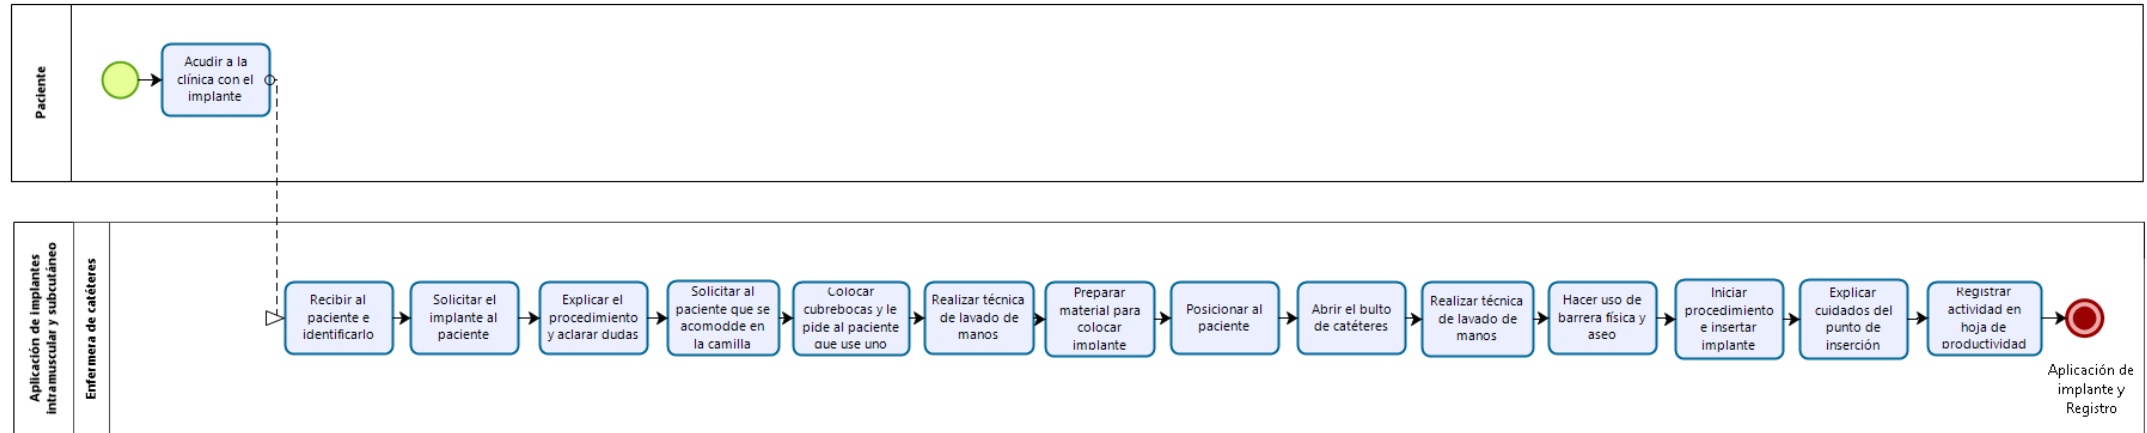 Paciente
Acudir a la
clínica con el
implante
Aplicación de implantes
intramuscular y subcutáneo
Enfermera de catéteres
Recibir al
paciente e
identificarlo
Solicitar el
implante al
paciente
Explicar el
procedimiento
y aclarar dudas
Solicitar al
paciente que se
acomodde en
la camilla
Colocar
cubrebocas y le
pide al paciente
que use uno
Realizar técnica
de lavado de
manos
Preparar
material para
colocar
implante
Posicionar al
paciente
Abrir el bulto
de catéteres
Realizar técnica
de lavado de
manos
Hacer uso de
barrera física y
aseo
Iniciar
procedimiento
e insertar
implante
Explicar
cuidados del
punto de
inserción
Registrar
actividad en
hoja de
productividad
Aplicación de
implante y
Registro